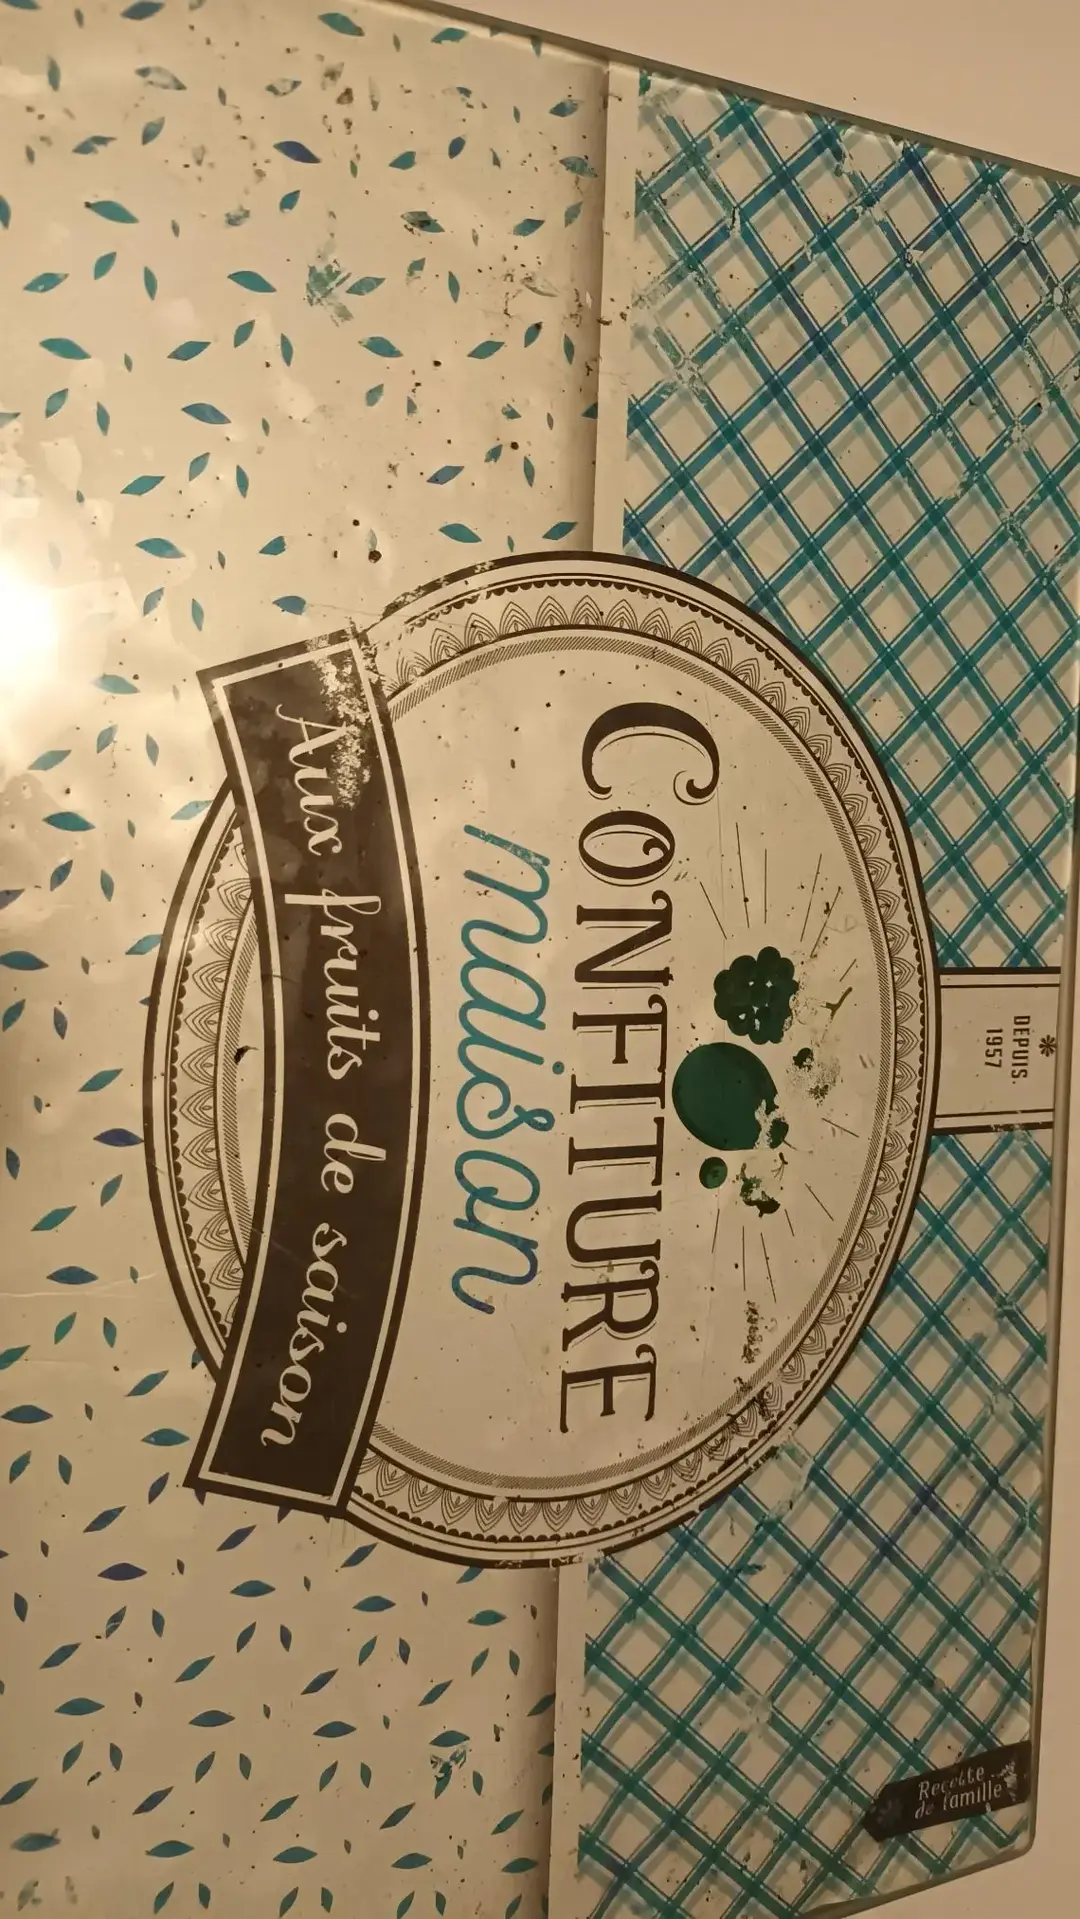 DEPUIS.
1957
CONFITURE
maison
Aux fruits de saison
Recette
de famille